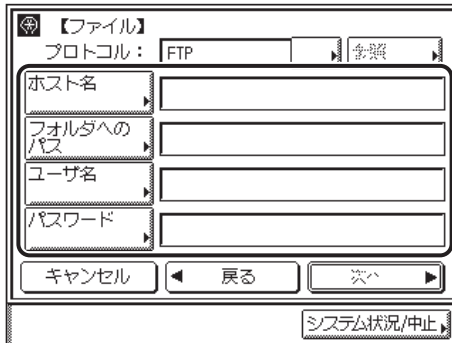 【ファイル】
プロトコル： FTP 参照
ホスト名
フォルダへの
パス
ユーザ名
パスワード
キャンセル 戻る 次へ
システム状況/中止